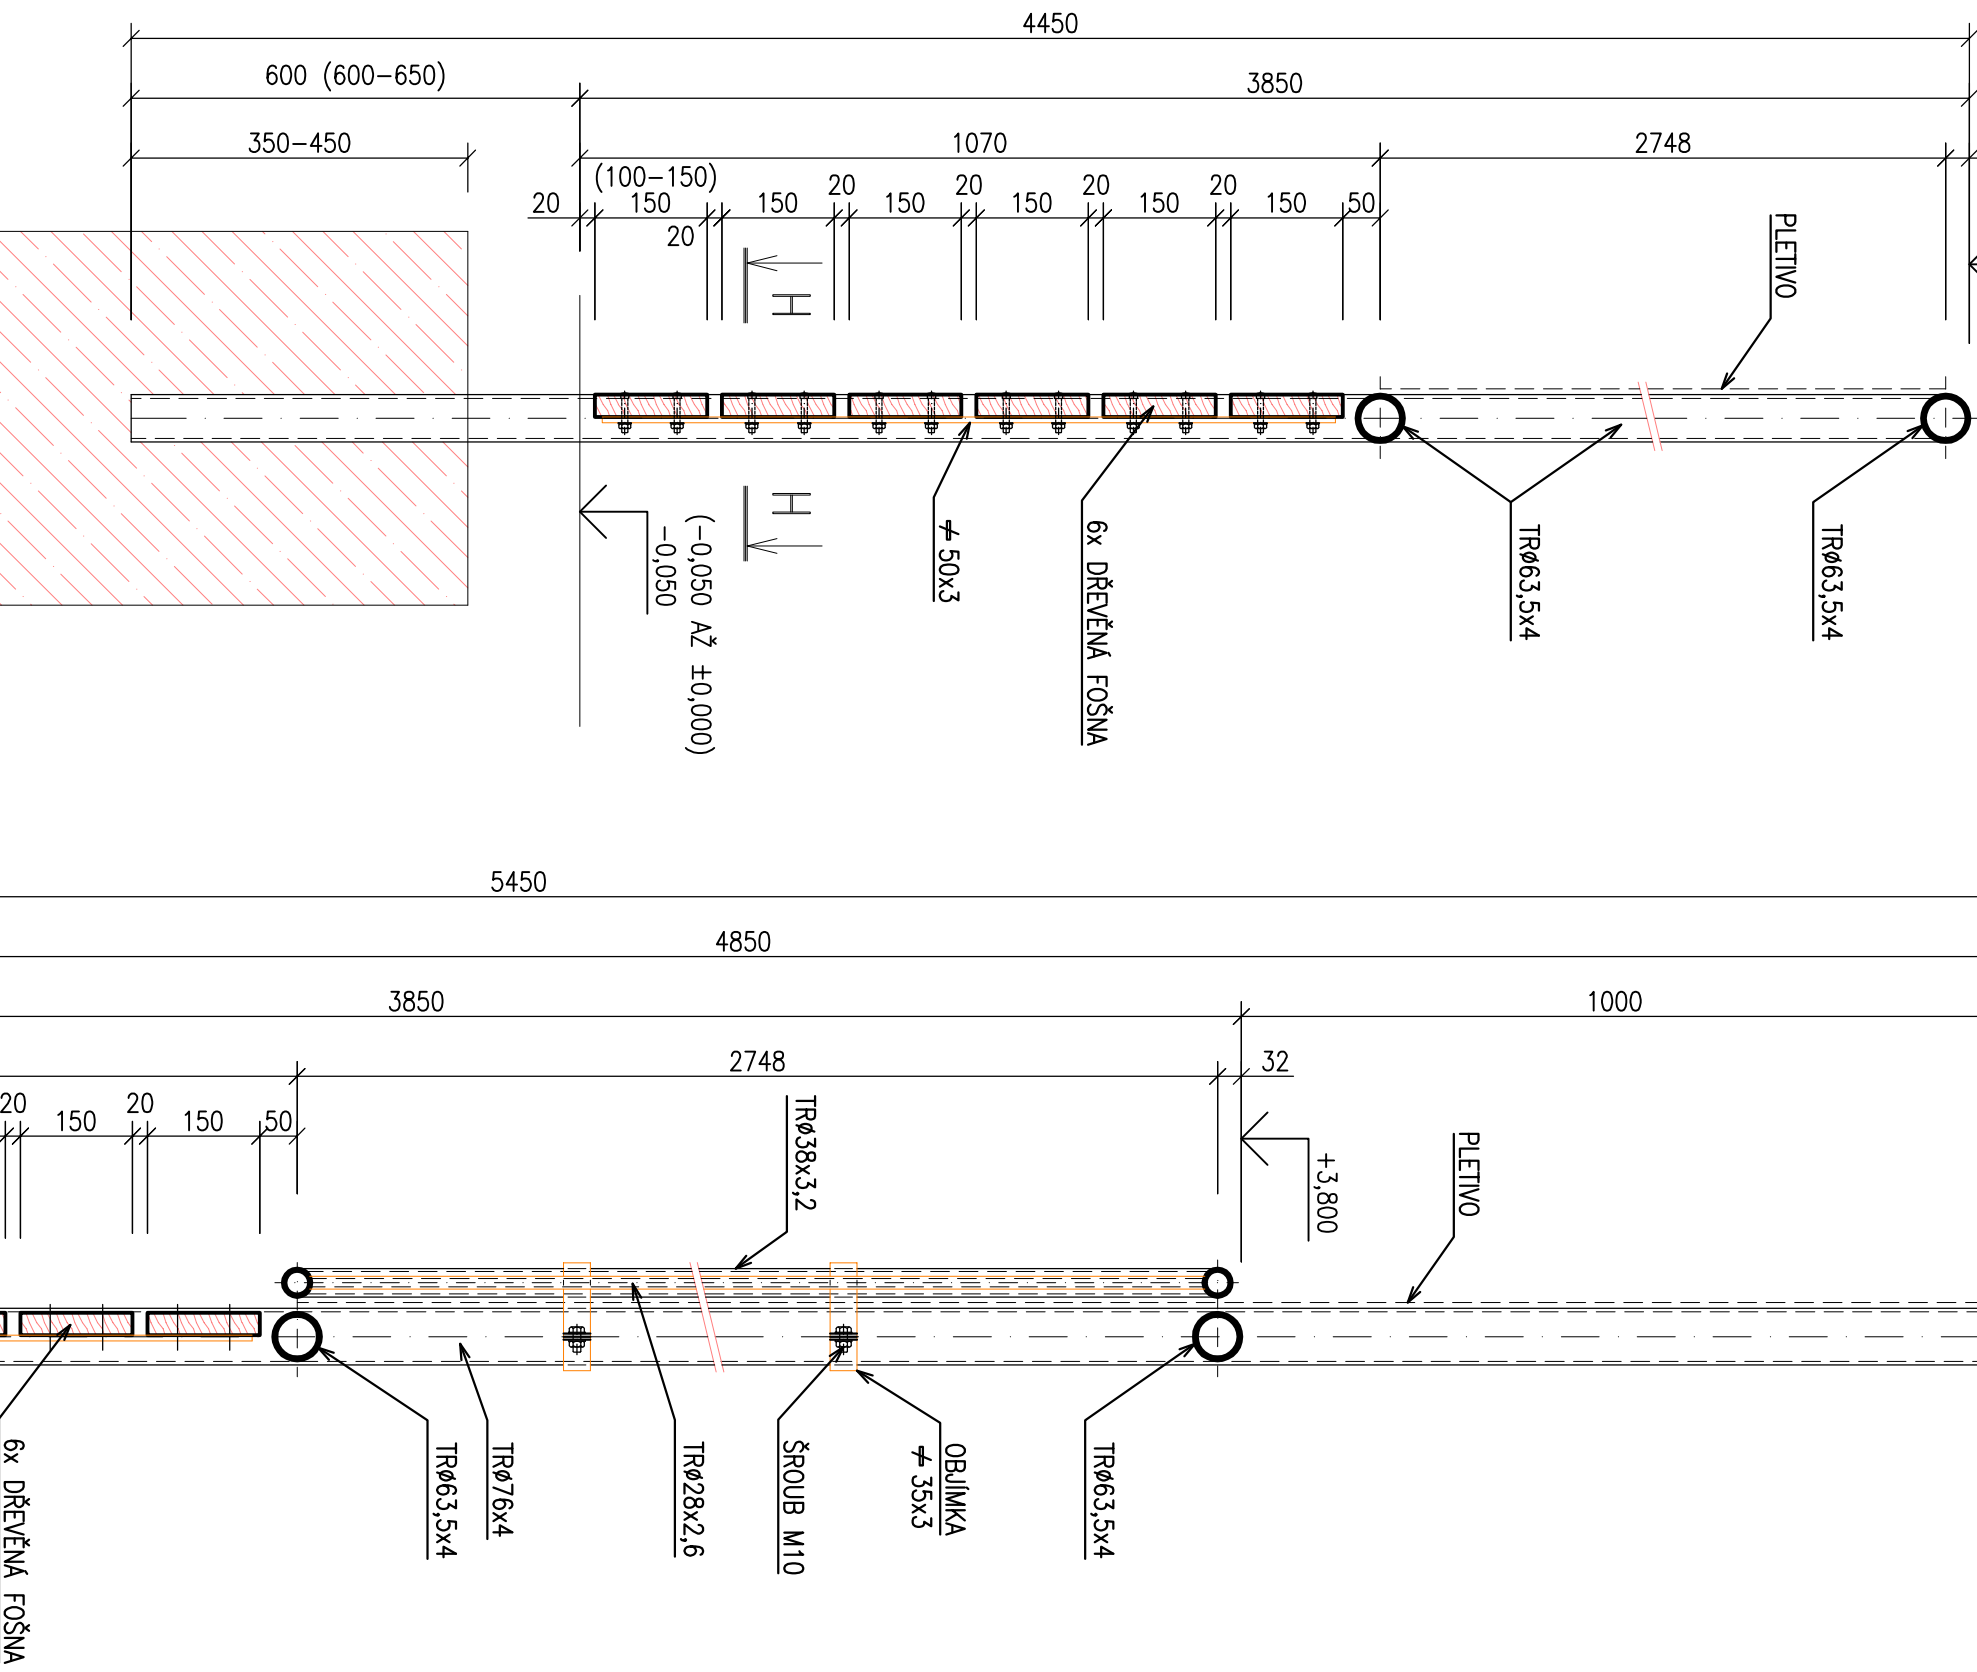 4450
600 (600-650)
3850
350-450
1070
2748
(100-150)
20
150
20
150
20
150
20
150
20
150
20
150
50
PLETIVO
H
H
(-0,050 AŽ ±0,000)
-0,050
50x3
6x DŘEVĚNÁ FOŠNA
TRØ63,5x4
TRØ63,5x4
5450
4850
3850
1000
2748
32
20
150
20
150
50
TRØ38x3,2
+3,800
PLETIVO
6x DŘEVĚNÁ FOŠNA
TRØ63,5x4
TRØ76x4
TRØ28x2,6
ŠROUB M10
OBJÍMKA
35x3
TRØ63,5x4